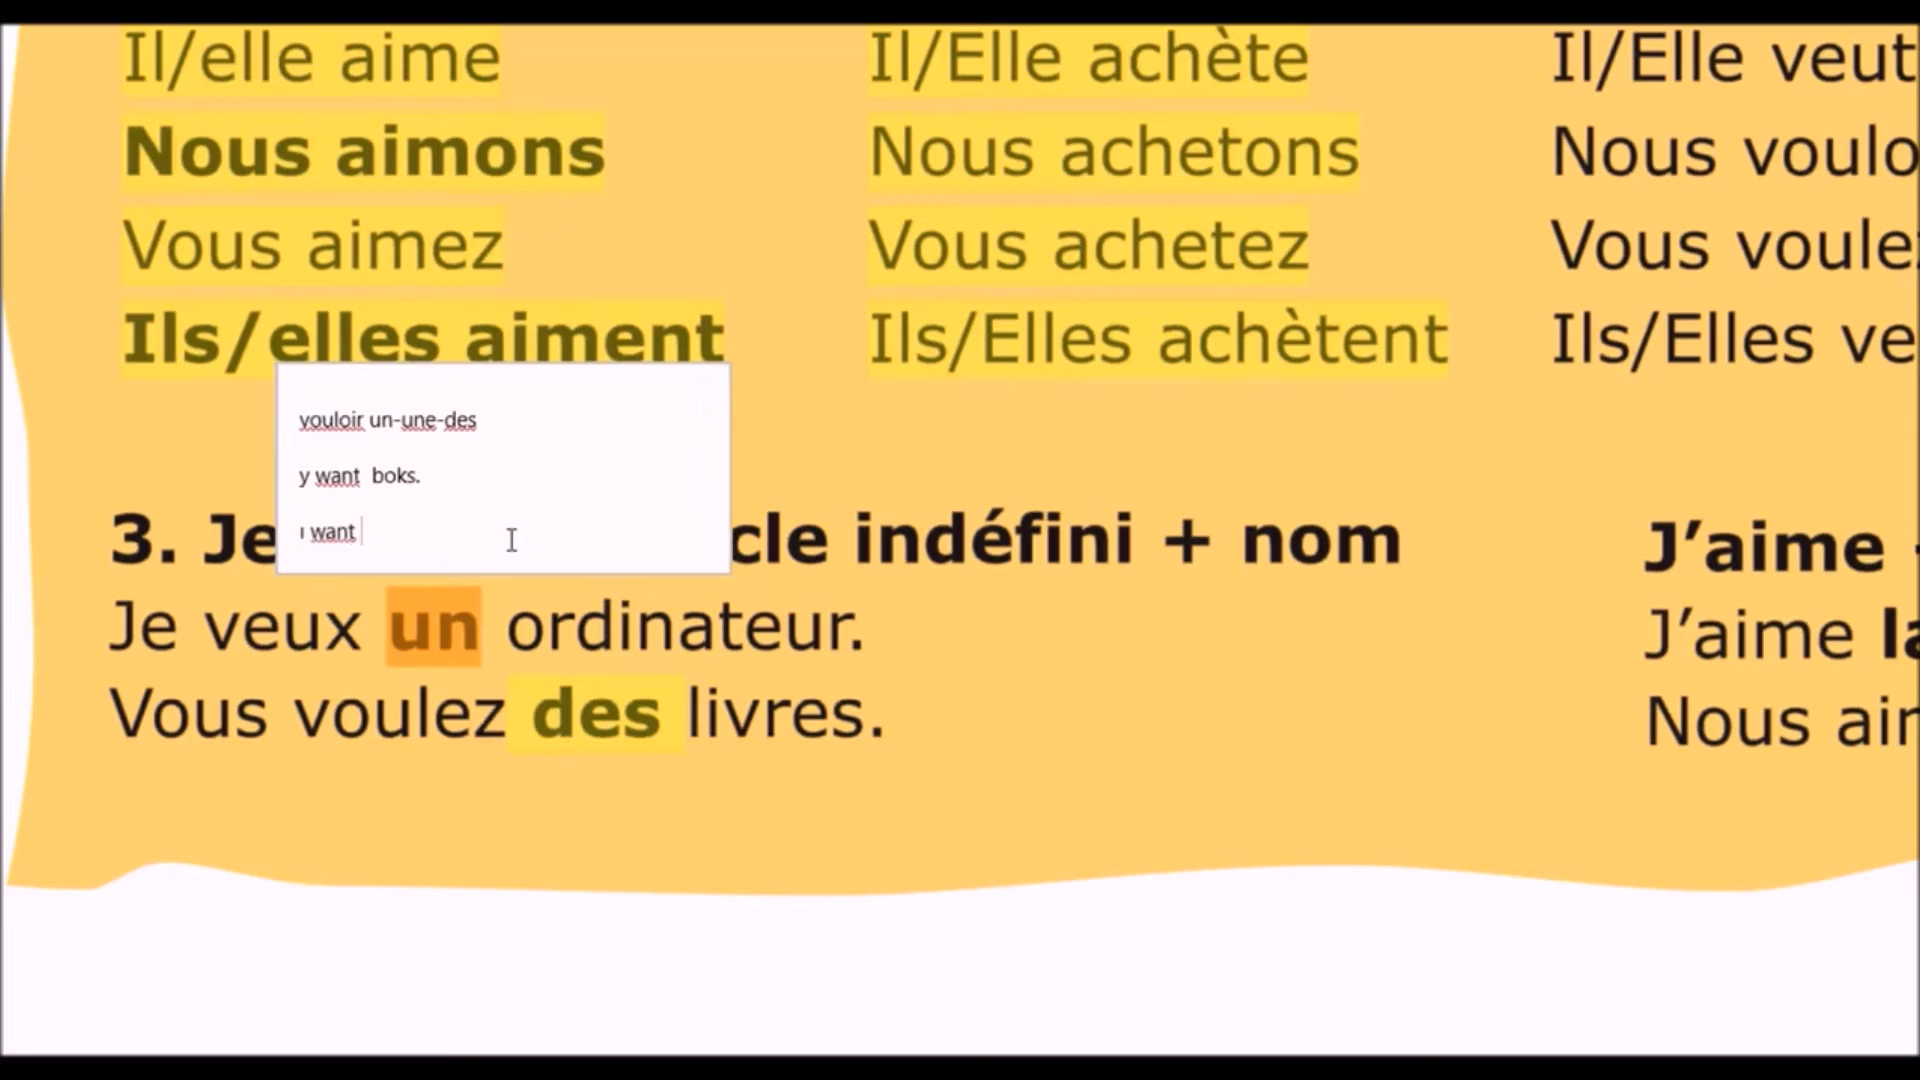 Il/elle aime
Nous aimons
Vous aimez
Ils/elles aiment
Il/Elle achète
Nous achetons
Vous achetez
Ils/Elles achètent
Il/Elle veut
Nous voulo
Vous voulez
Ils/Elles ve
vouloir un-une-des
y want boks.
ı want
3. Je cle indéfini + nom
Je veux un ordinateur.
Vous voulez des livres.
J’aime
J’aime la
Nous aim